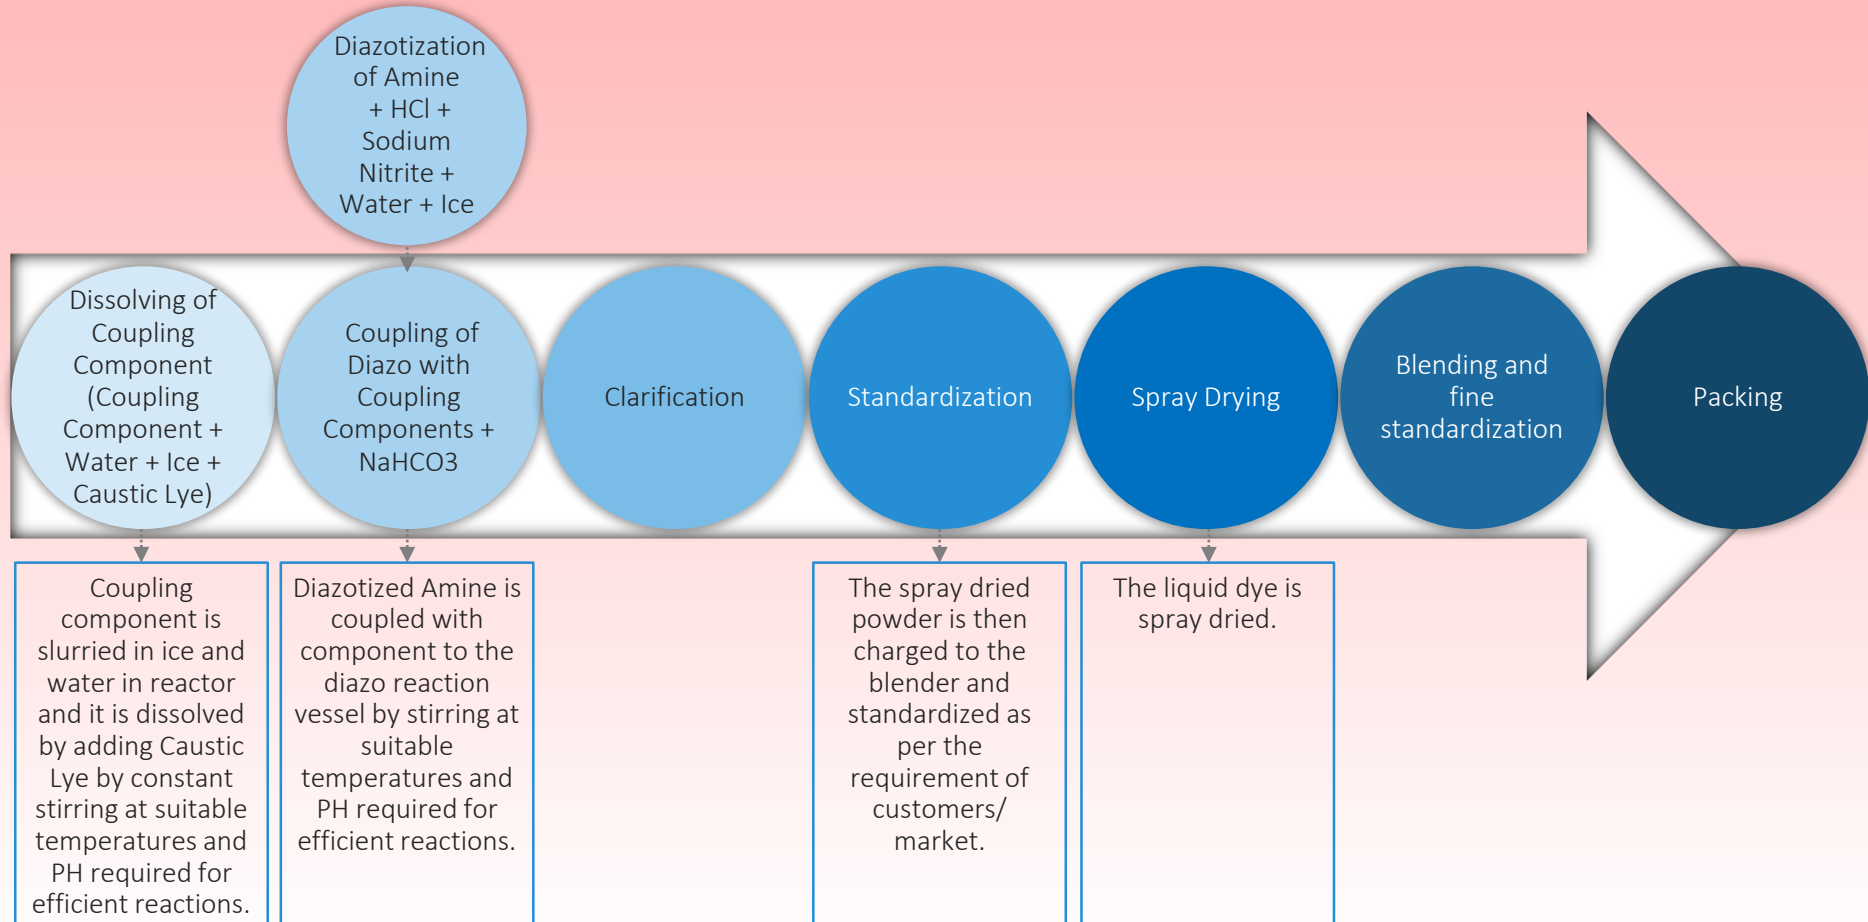 Diazotization
of Amine
+ HCl +
Sodium
Nitrite +
Water + Ice
Dissolving of
Coupling
Component
(Coupling
Component +
Water + Ice +
Caustic Lye)
Coupling of
Diazo with
Coupling
Components +
NaHCO3
Clarification
Standardization
Spray Drying
Blending and
fine
standardization
Packing
Coupling
component is
slurried in ice and
water in reactor
and it is dissolved
by adding Caustic
Lye by constant
stirring at suitable
temperatures and
PH required for
efficient reactions.
Diazotized Amine is
coupled with
component to the
diazo reaction
vessel by stirring at
suitable
temperatures and
PH required for
efficient reactions.
The spray dried
powder is then
charged to the
blender and
standardized as
per the
requirement of
customers/
market.
The liquid dye is
spray dried.